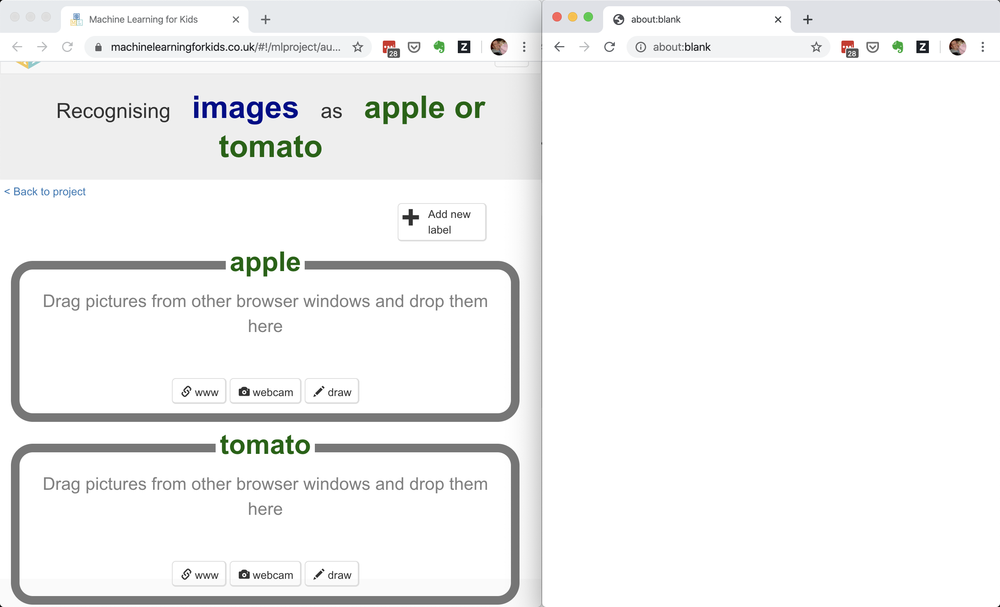 Machine Learning for Kids
machinelearningforkids.co.uk/#!/mlproject/au...
28
Z
Recognising images as apple or
tomato
< Back to project
Add new
label
apple
Drag pictures from other browser windows and drop them
here
www
webcam
draw
tomato
Drag pictures from other browser windows and drop them
here
www
webcam
draw
about:blank
about:blank
28
Z